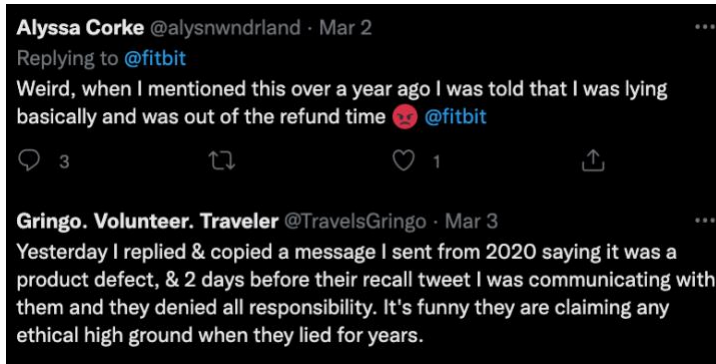 Alyssa Corke @alysnwndrland · Mar 2
Replying to @fitbit
Weird, when I mentioned this over a year ago I was told that I was lying
basically and was out of the refund time 😡 @fitbit
3 1
Gringo. Volunteer. Traveler @TravelsGringo · Mar 3
Yesterday I replied & copied a message I sent from 2020 saying it was a
product defect, & 2 days before their recall tweet I was communicating with
them and they denied all responsibility. It's funny they are claiming any
ethical high ground when they lied for years.